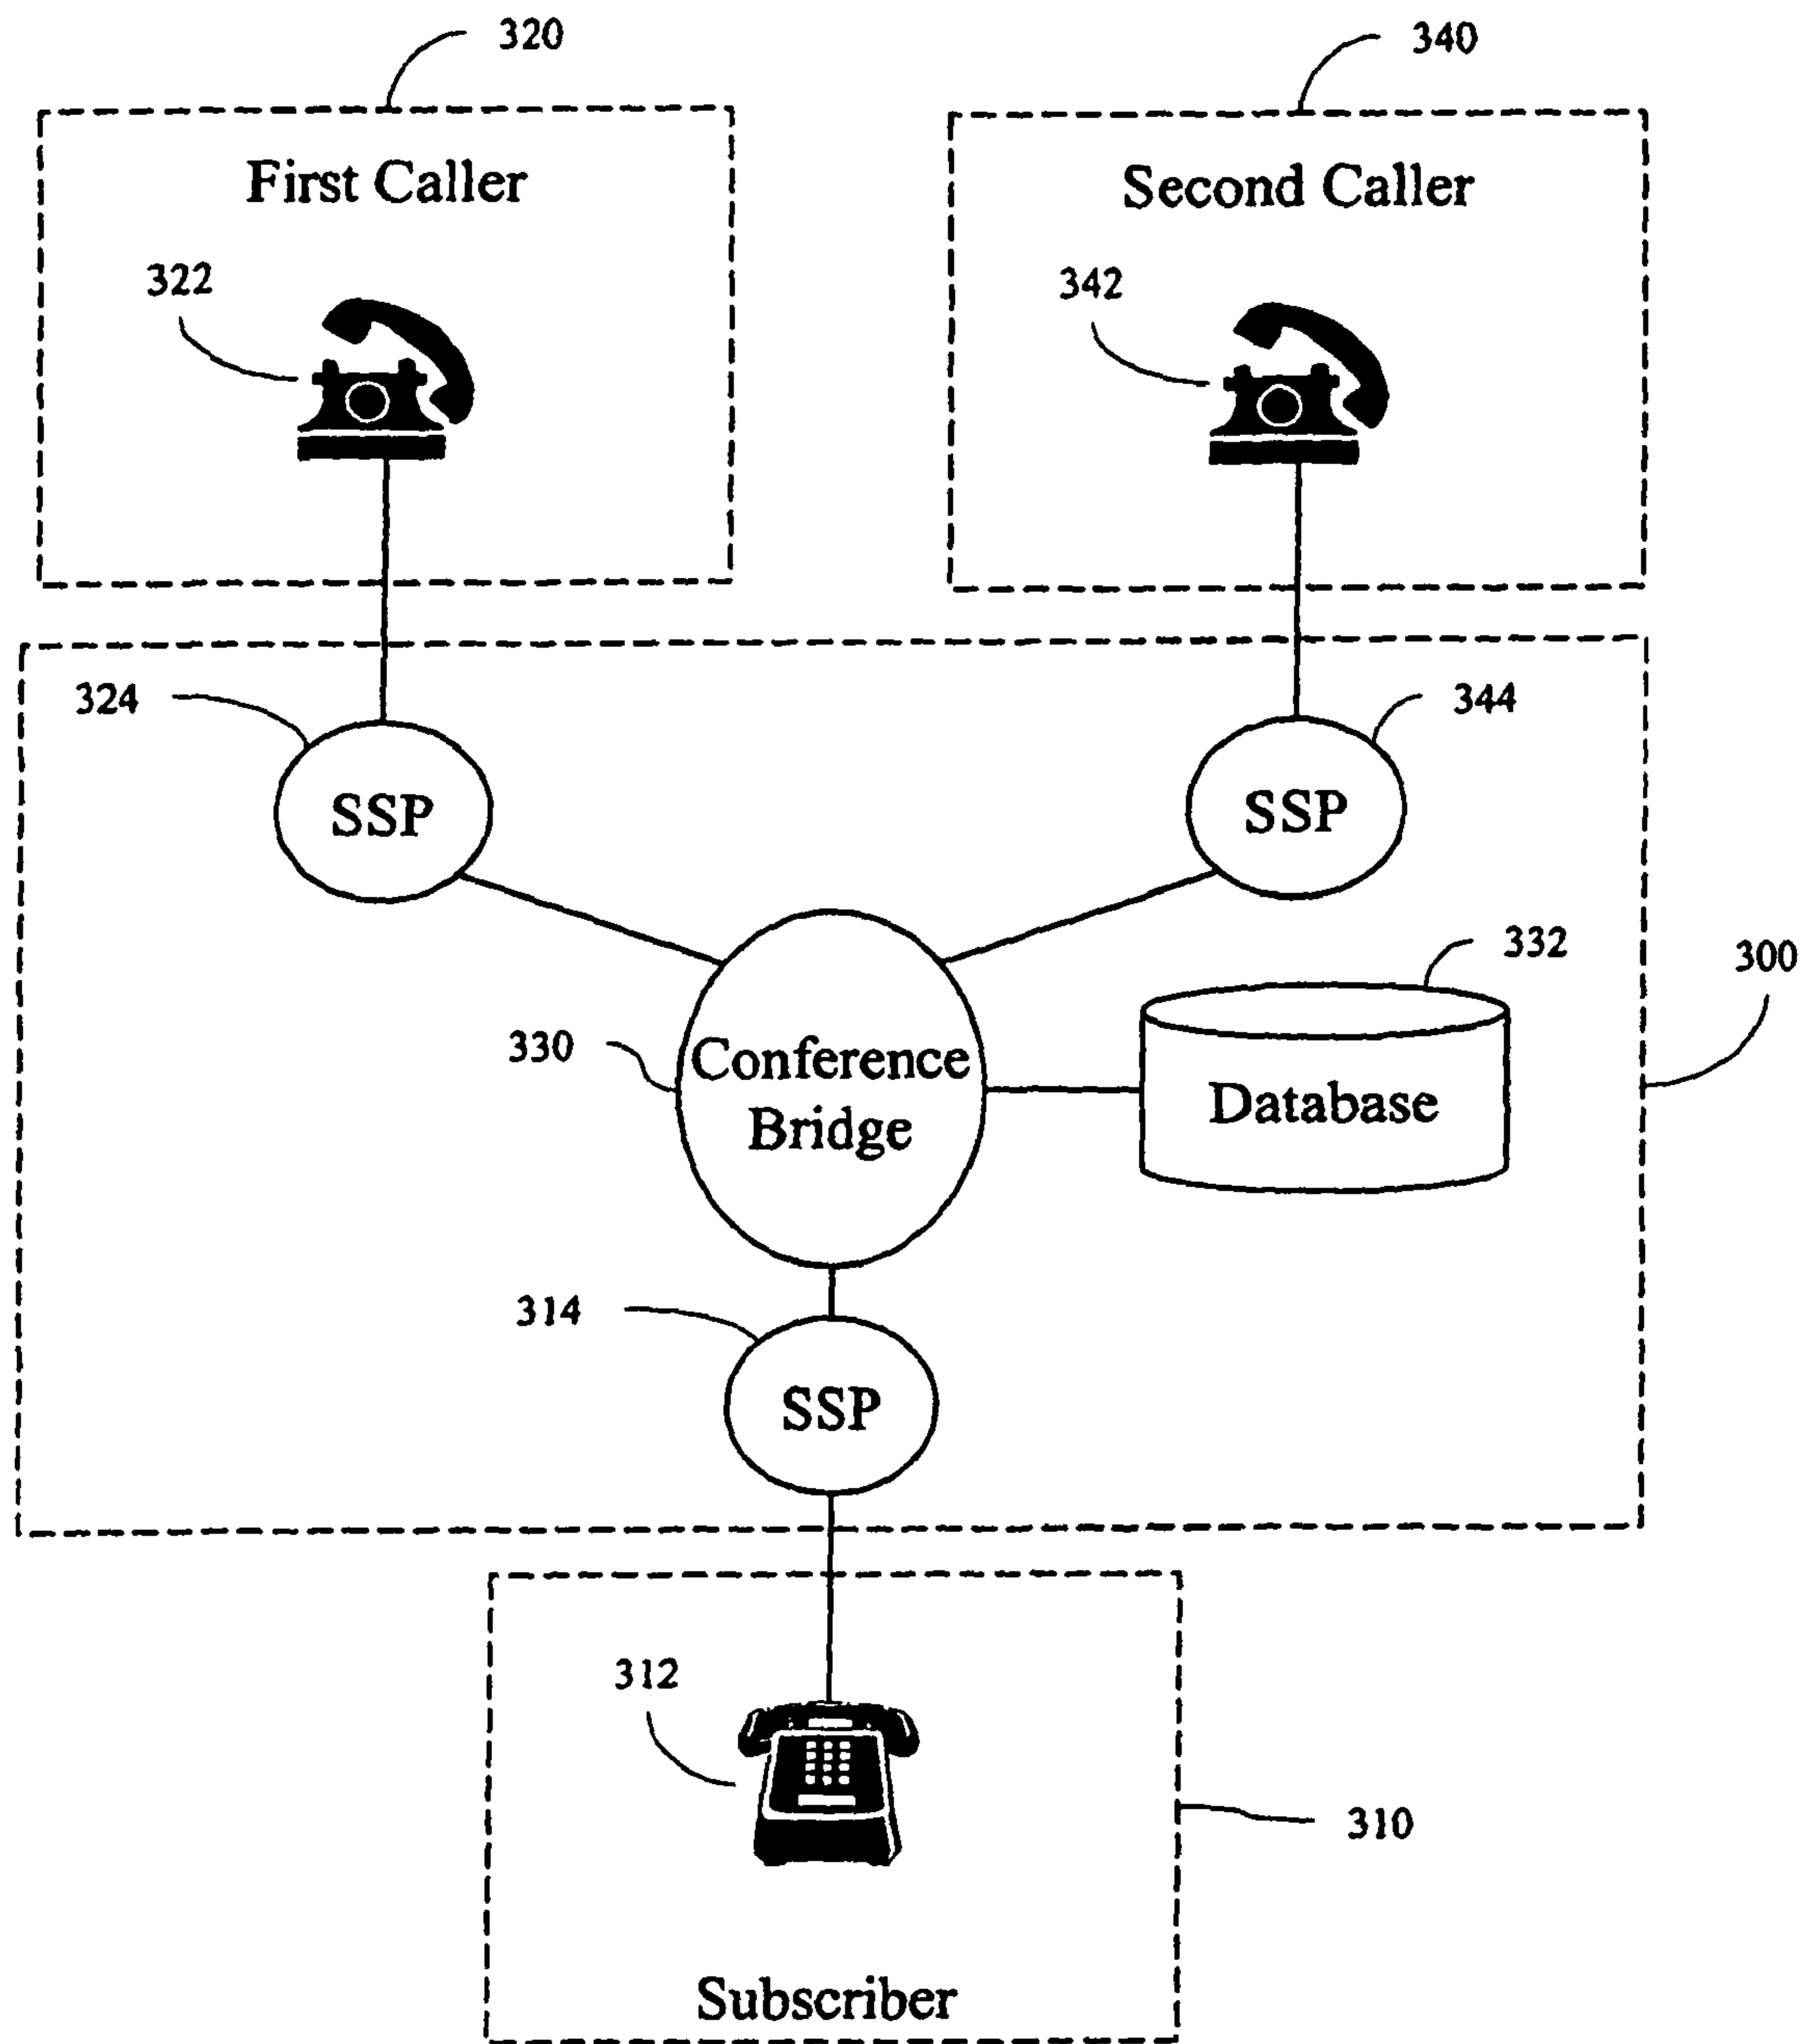 320
340
First Caller
Second Caller
322
342
324
344
SSP
SSP
332
300
330
Conference
Bridge
Database
314
SSP
312
310
Subscriber